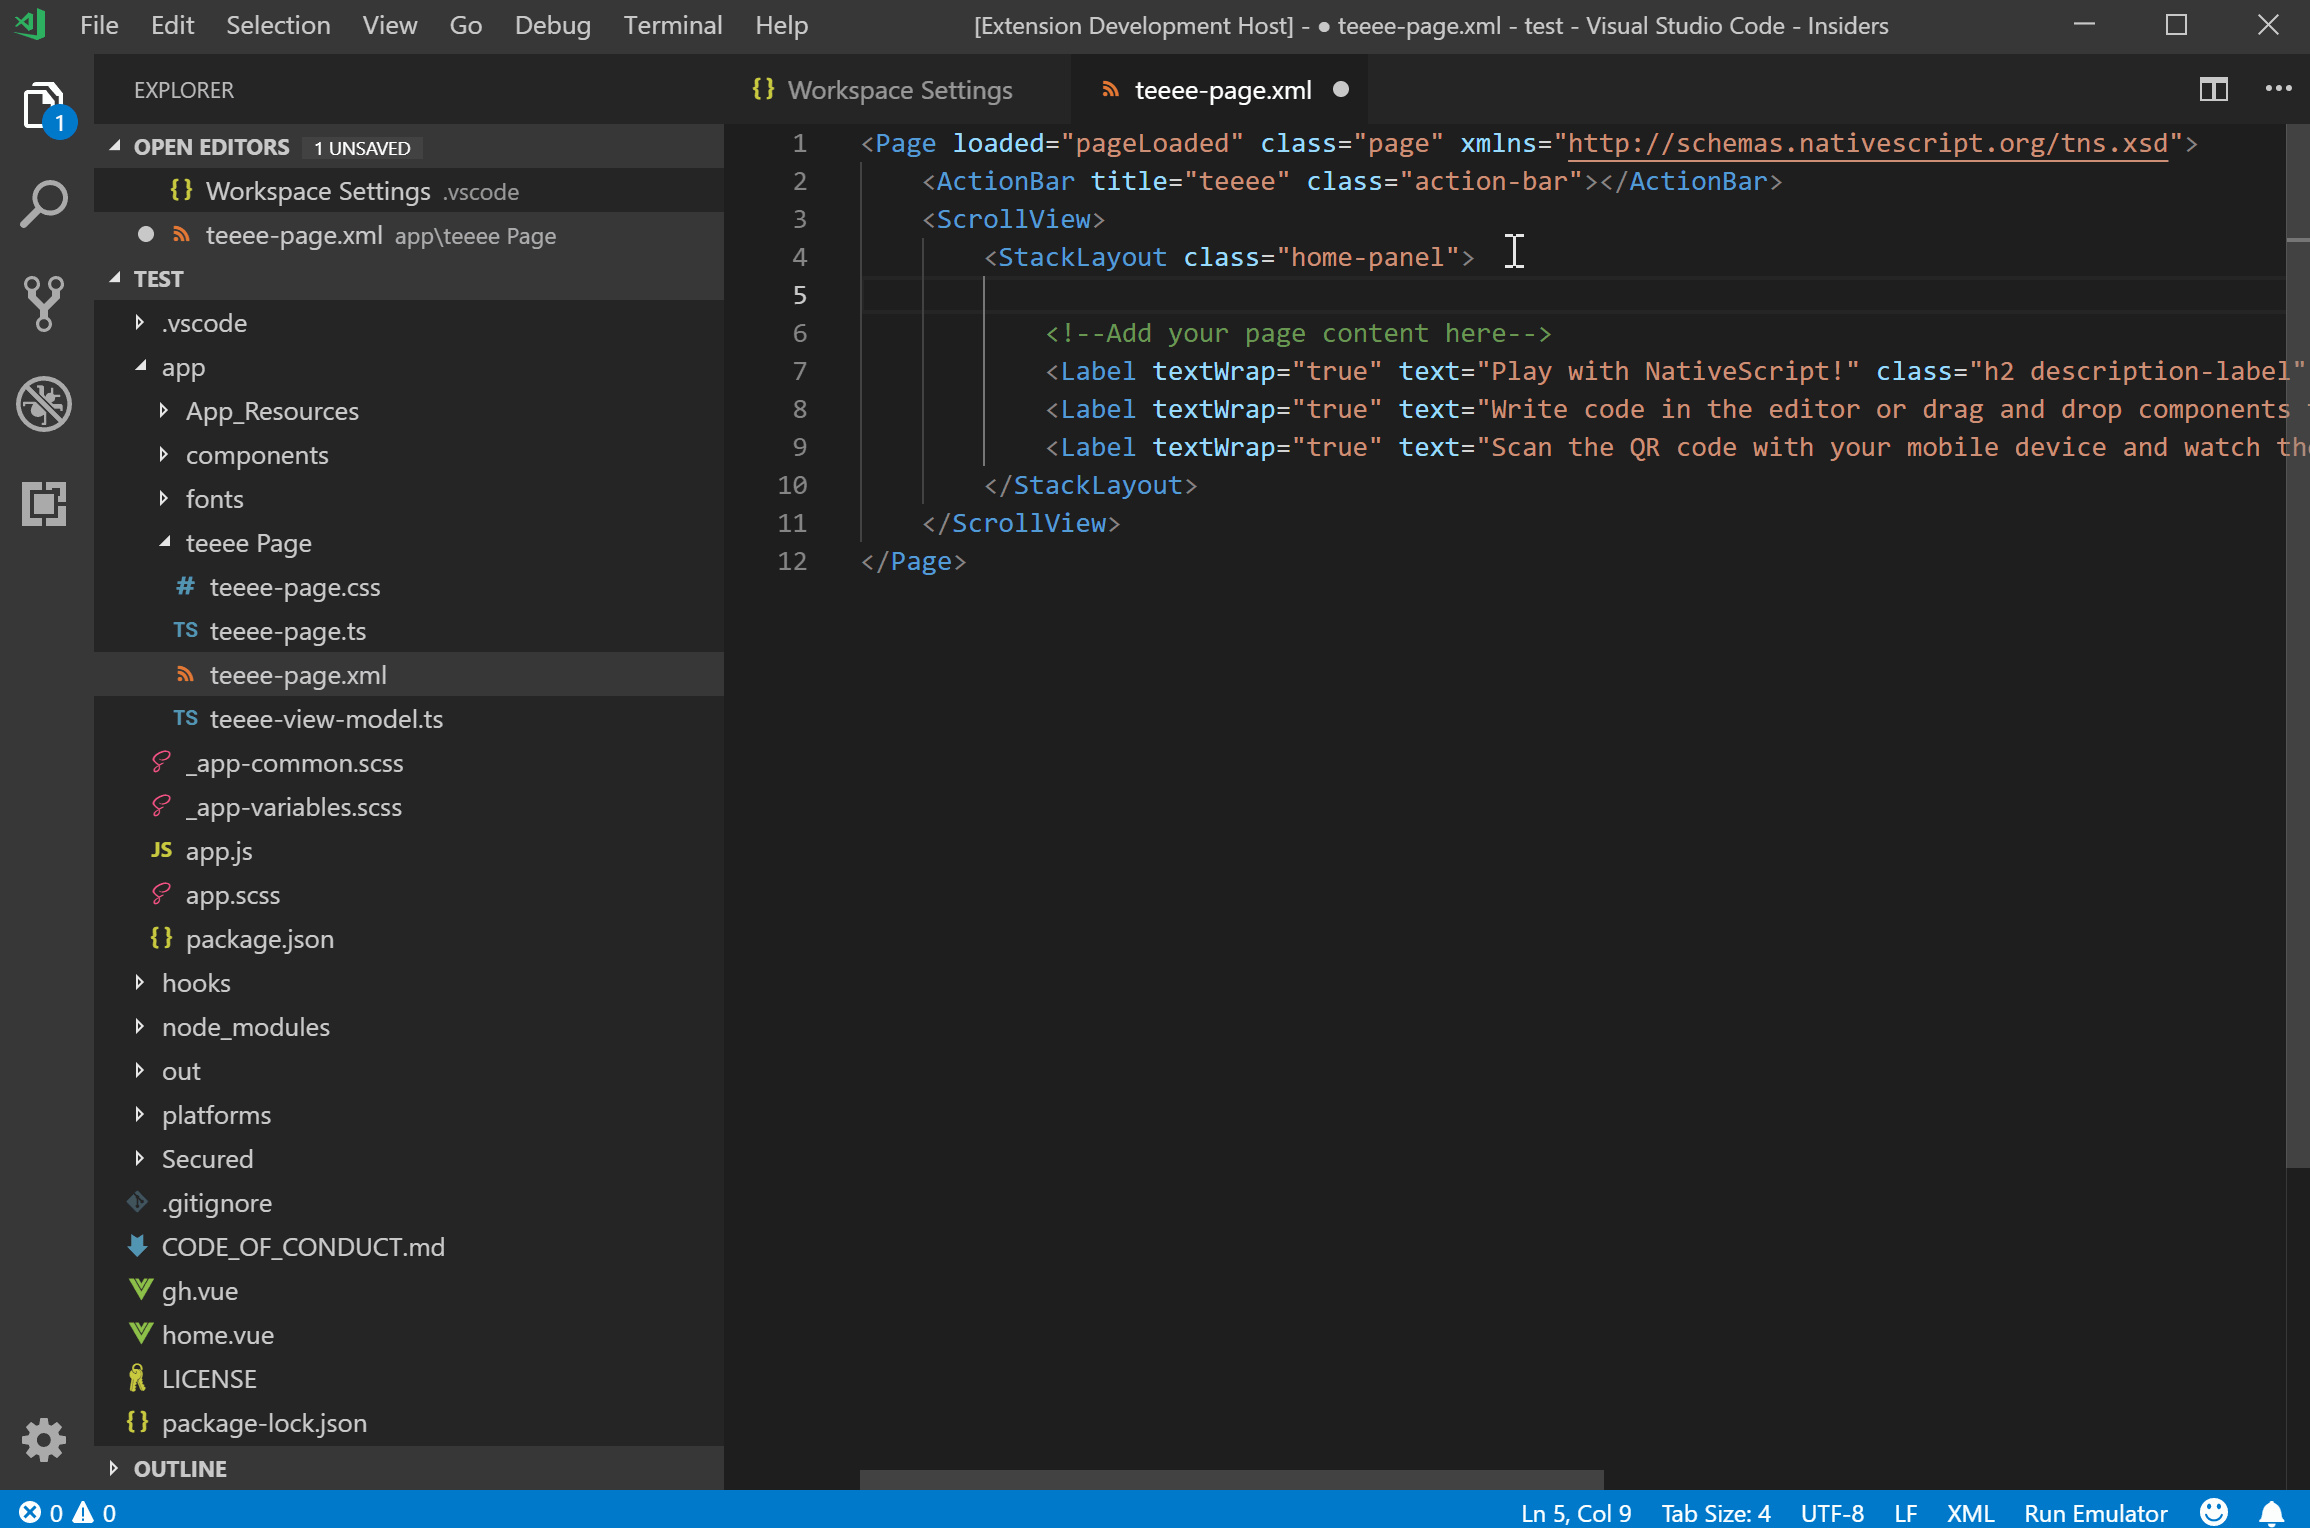 File Edit Selection View Go Debug Terminal Help [Extension Development Host] - ● teeee-page.xml - test - Visual Studio Code - Insiders
EXPLORER
1
OPEN EDITORS 1 UNSAVED
{} Workspace Settings .vscode
teeee-page.xml app\teeee Page
TEST
.vscode
app
App_Resources
components
fonts
teeee Page
# teeee-page.css
TS teeee-page.ts
teeee-page.xml
TS teeee-view-model.ts
_app-common.scss
_app-variables.scss
JS app.js
app.scss
{} package.json
hooks
node_modules
out
platforms
Secured
.gitignore
CODE_OF_CONDUCT.md
gh.vue
home.vue
LICENSE
{} package-lock.json
OUTLINE
{} Workspace Settings teeee-page.xml
1 <Page loaded="pageLoaded" class="page" xmlns="http://schemas.nativescript.org/tns.xsd">
2 <ActionBar title="teeee" class="action-bar"></ActionBar>
3 <ScrollView>
4 <StackLayout class="home-panel">
5
6 <!--Add your page content here-->
7 <Label textWrap="true" text="Play with NativeScript!" class="h2 description-label"
8 <Label textWrap="true" text="Write code in the editor or drag and drop components
9 <Label textWrap="true" text="Scan the QR code with your mobile device and watch
10 </StackLayout>
11 </ScrollView>
12 </Page>
0 0 Ln 5, Col 9 Tab Size: 4 UTF-8 LF XML Run Emulator